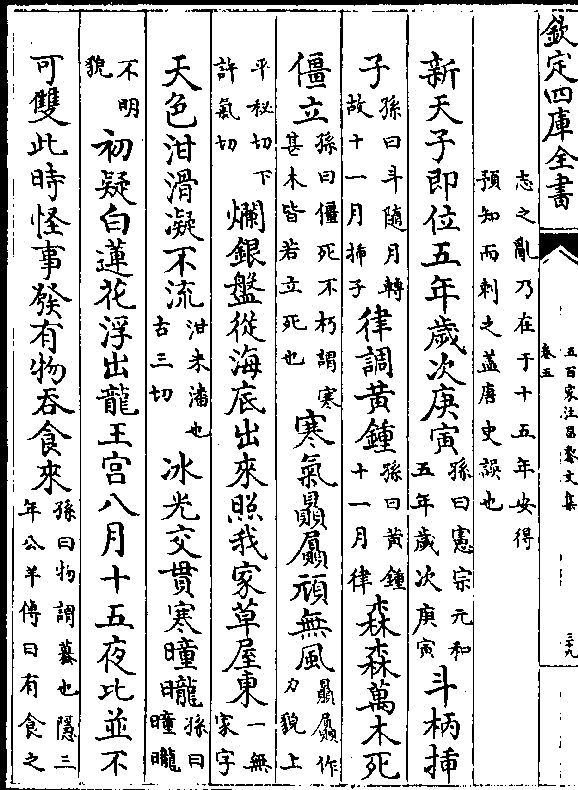 欽定四庫全書
五百家注昌黎文集
卷五
三九
志之亂乃在于十五年安得
預知而刺之蓋唐史誤也
新天子即位五年歲次庚寅孫曰憲宗元和五年歲次庚寅斗柄插
子孫曰斗隨月轉故十一月插子律調黃鍾孫曰黃鍾十一月律森森萬木死
僵立孫曰僵死不朽謂寒甚木皆若立死也寒氣贔屭頑無風贔屭作力貌上
平秘切下許氣切爛銀盤從海底出來照我家草屋東一無家字
天色泔滑凝不流泔米潘也古三切冰光交貫寒曈曨孫曰曈曨
不明貌初疑白蓮花浮出龍王宮八月十五夜比並不
可雙此時怪事發有物吞食來孫曰物謂蟇也隱三年公羊傳曰有食之